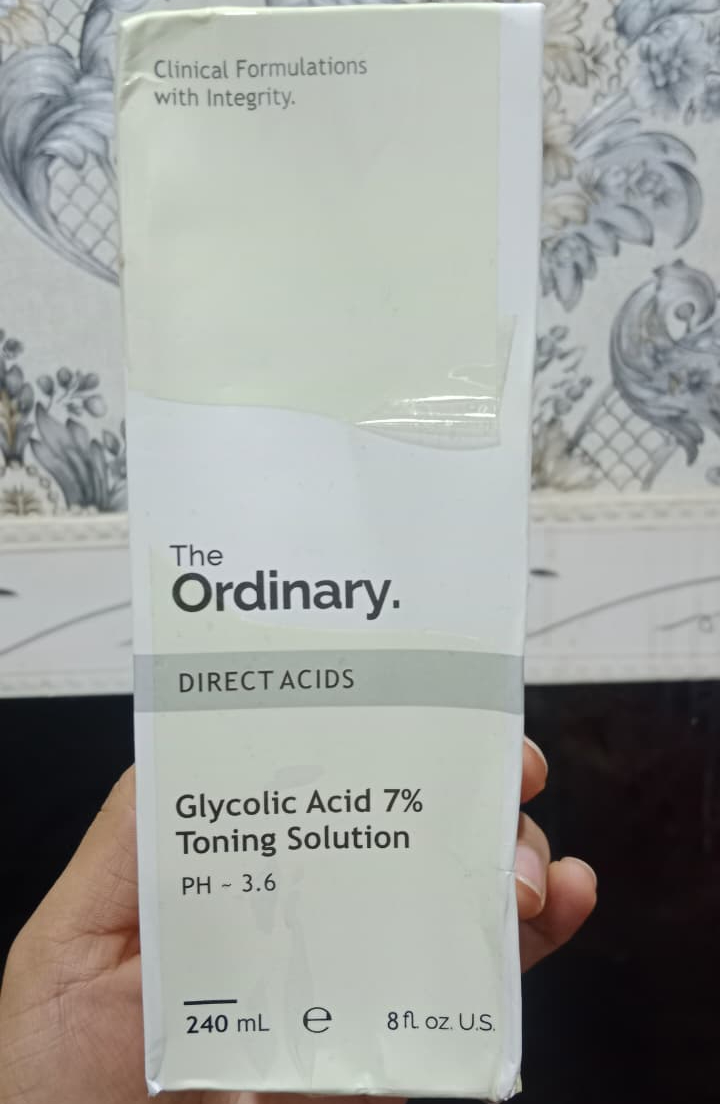 Clinical Formulations
with Integrity.
The
Ordinary.
DIRECT ACIDS
Glycolic Acid 7%
Toning Solution
PH ~ 3.6
240 mL ℮ 8 fl. oz. U.S.